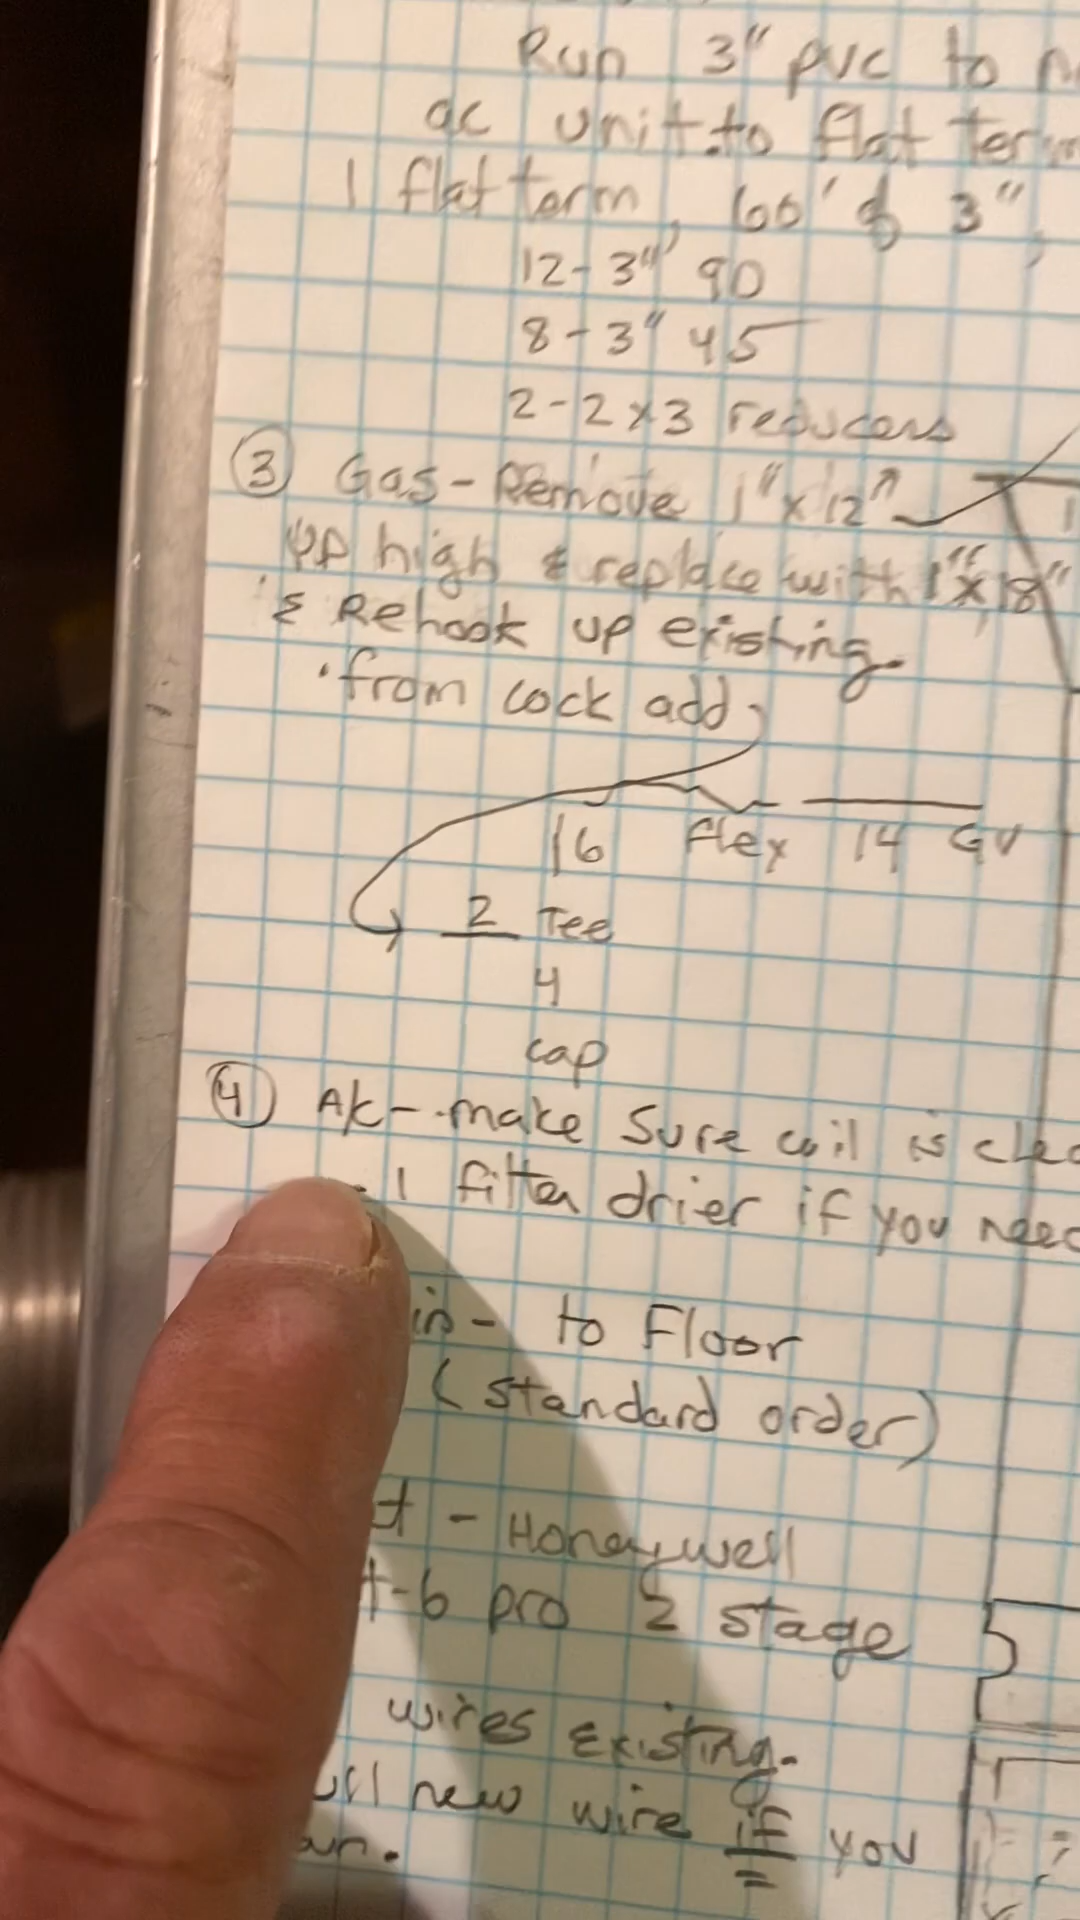 Run 3" pvc to
ac unit. to flat term
1 flat term, 60' of 3",
12- 3" 90
8- 3" 45
2- 2x3 reducers
③ Gas- Remove 1"x12"
up high & replace with 1"x18"
& Rehook up existing.
from cock add
16 flex 14 GV
2 Tee
4
cap
④ A/C- make Sure coil is
1 filter drier if you
to Floor
(standard order)
- Honeywell
t-6 pro 2 stage
wires Existing.
new wire if you